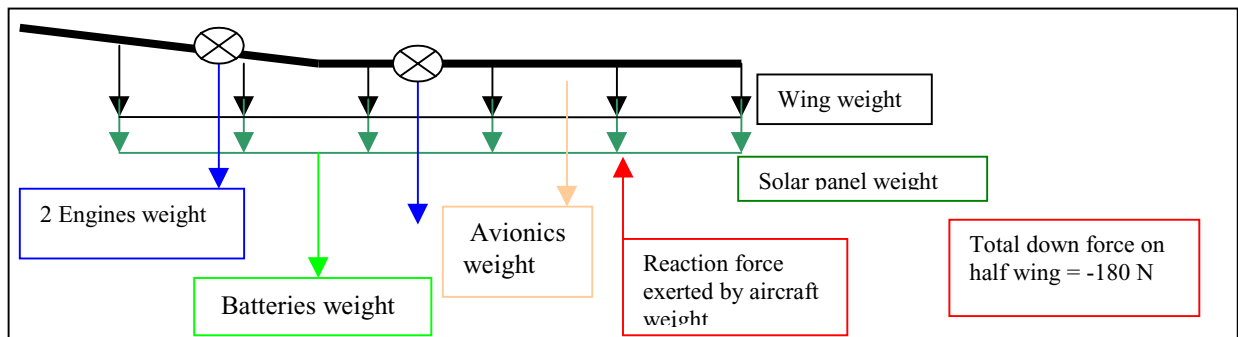 Wing weight
Solar panel weight
2 Engines weight
Avionics
weight
Total down force on
half wing = -180 N
Reaction force
exerted by aircraft
weight
Batteries weight